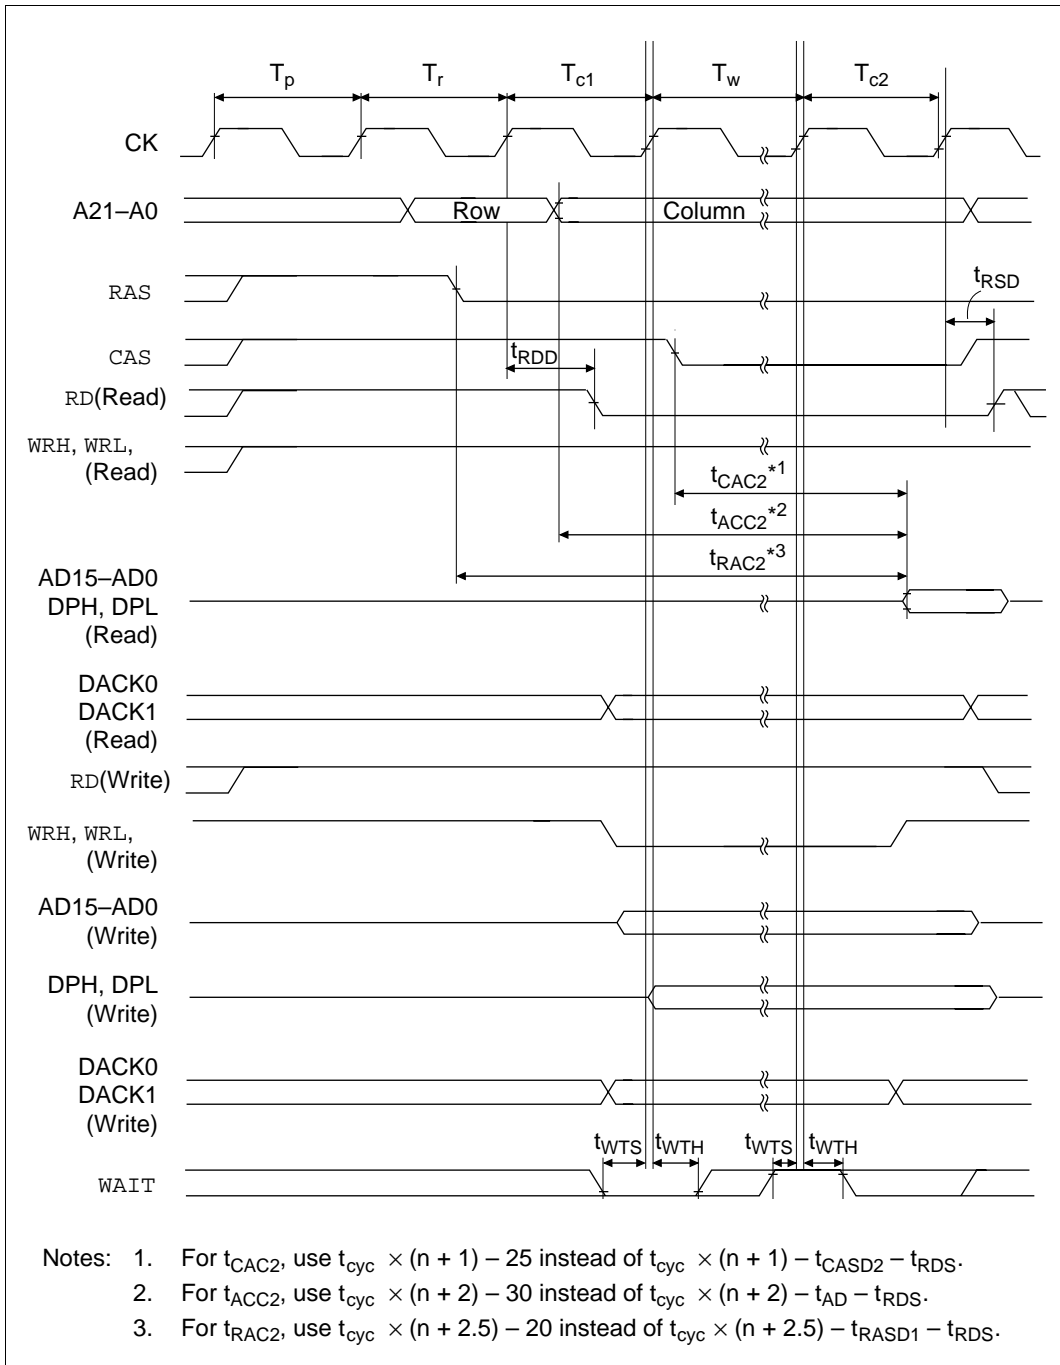 Tp Tr Tc1 Tw Tc2
CK
A21–A0 Row Column
RAS tRSD
CAS tRDD
RD(Read)
WRH, WRL,
(Read)
tCAC2*1
tACC2*2
tRAC2*3
AD15–AD0
DPH, DPL
(Read)
DACK0
DACK1
(Read)
RD(Write)
WRH, WRL,
(Write)
AD15–AD0
(Write)
DPH, DPL
(Write)
DACK0
DACK1
(Write)
tWTS tWTH tWTS tWTH
WAIT
Notes: 1. For tCAC2, use tcyc × (n + 1) – 25 instead of tcyc × (n + 1) – tCASD2 – tRDS.
2. For tACC2, use tcyc × (n + 2) – 30 instead of tcyc × (n + 2) – tAD – tRDS.
3. For tRAC2, use tcyc × (n + 2.5) – 20 instead of tcyc × (n + 2.5) – tRASD1 – tRDS.